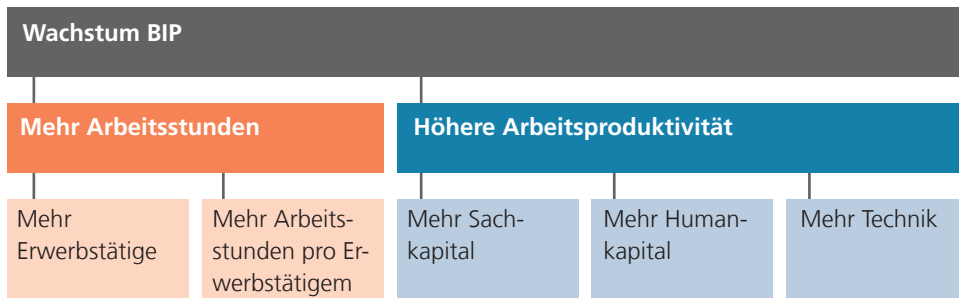 Wachstum BIP
Mehr Arbeitsstunden
Höhere Arbeitsproduktivität
Mehr
Erwerbstätige
Mehr Arbeits-
stunden pro Er-
werbstätigem
Mehr Sach-
kapital
Mehr Human-
kapital
Mehr Technik